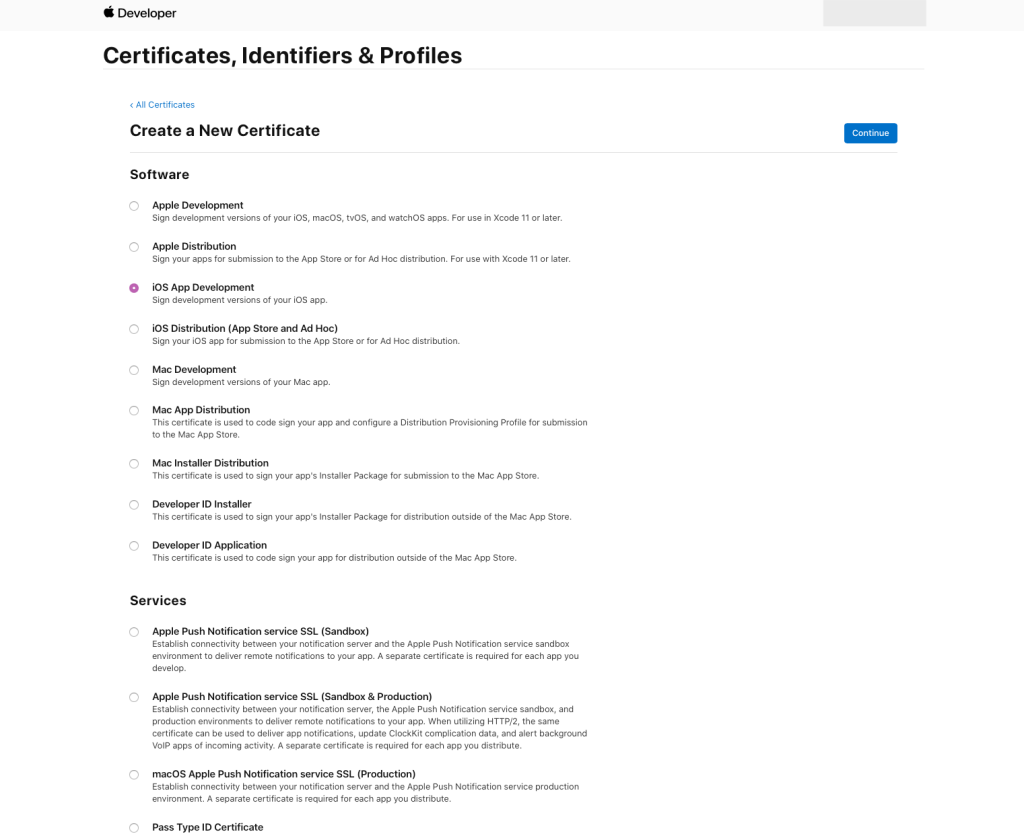 Developer
Certificates, Identifiers & Profiles
‹ All Certificates
Create a New Certificate
Continue
Software
Apple Development
Sign development versions of your iOS, macOS, tvOS, and watchOS apps. For use in Xcode 11 or later.
Apple Distribution
Sign your apps for submission to the App Store or for Ad Hoc distribution. For use with Xcode 11 or later.
iOS App Development
Sign development versions of your iOS app.
iOS Distribution (App Store and Ad Hoc)
Sign your iOS app for submission to the App Store or for Ad Hoc distribution.
Mac Development
Sign development versions of your Mac app.
Mac App Distribution
This certificate is used to code sign your app and configure a Distribution Provisioning Profile for submission
to the Mac App Store.
Mac Installer Distribution
This certificate is used to sign your app's Installer Package for submission to the Mac App Store.
Developer ID Installer
This certificate is used to sign your app's Installer Package for distribution outside of the Mac App Store.
Developer ID Application
This certificate is used to code sign your app for distribution outside of the Mac App Store.
Services
Apple Push Notification service SSL (Sandbox)
Establish connectivity between your notification server and the Apple Push Notification service sandbox
environment to deliver remote notifications to your app. A separate certificate is required for each app you
develop.
Apple Push Notification service SSL (Sandbox & Production)
Establish connectivity between your notification server, the Apple Push Notification service sandbox, and
production environments to deliver remote notifications to your app. When utilizing HTTP/2, the same
certificate can be used to deliver app notifications, update ClockKit complication data, and alert background
VoIP apps of incoming activity. A separate certificate is required for each app you distribute.
macOS Apple Push Notification service SSL (Production)
Establish connectivity between your notification server and the Apple Push Notification service production
environment. A separate certificate is required for each app you distribute.
Pass Type ID Certificate